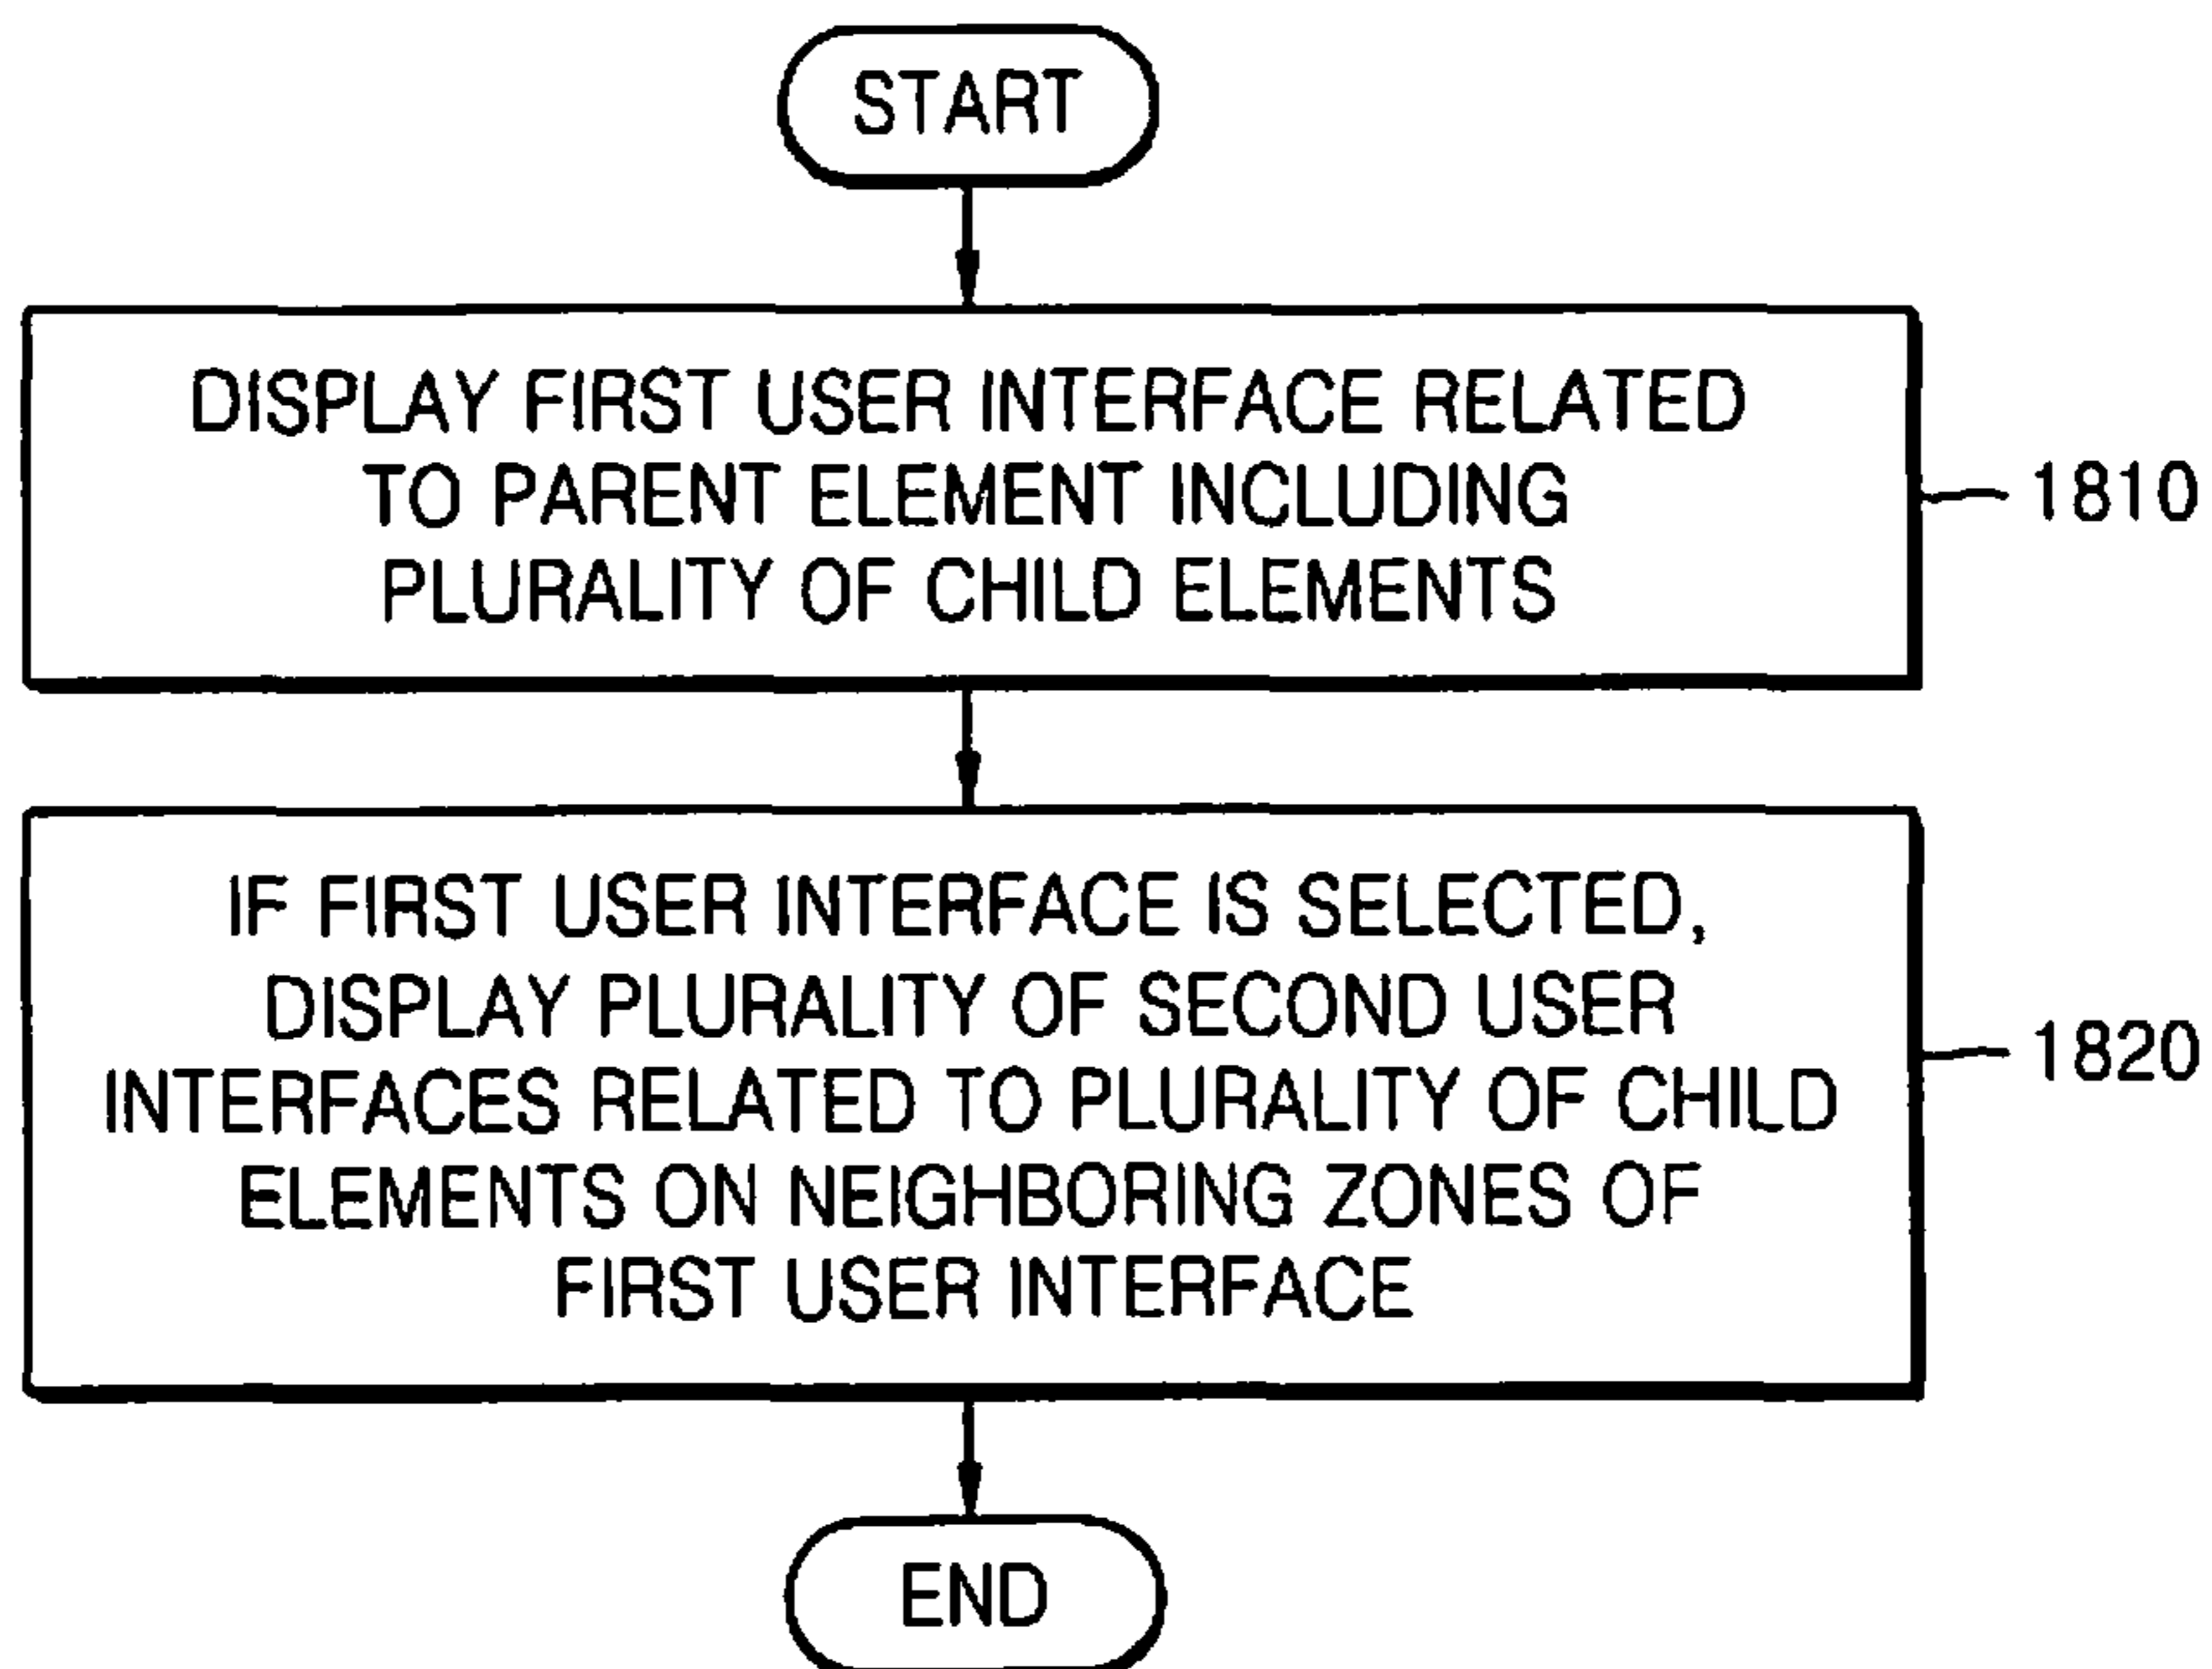 START
DISPLAY FIRST USER INTERFACE RELATED
TO PARENT ELEMENT INCLUDING
PLURALITY OF CHILD ELEMENTS
1810
IF FIRST USER INTERFACE IS SELECTED,
DISPLAY PLURALITY OF SECOND USER
INTERFACES RELATED TO PLURALITY OF CHILD
ELEMENTS ON NEIGHBORING ZONES OF
FIRST USER INTERFACE
1820
END